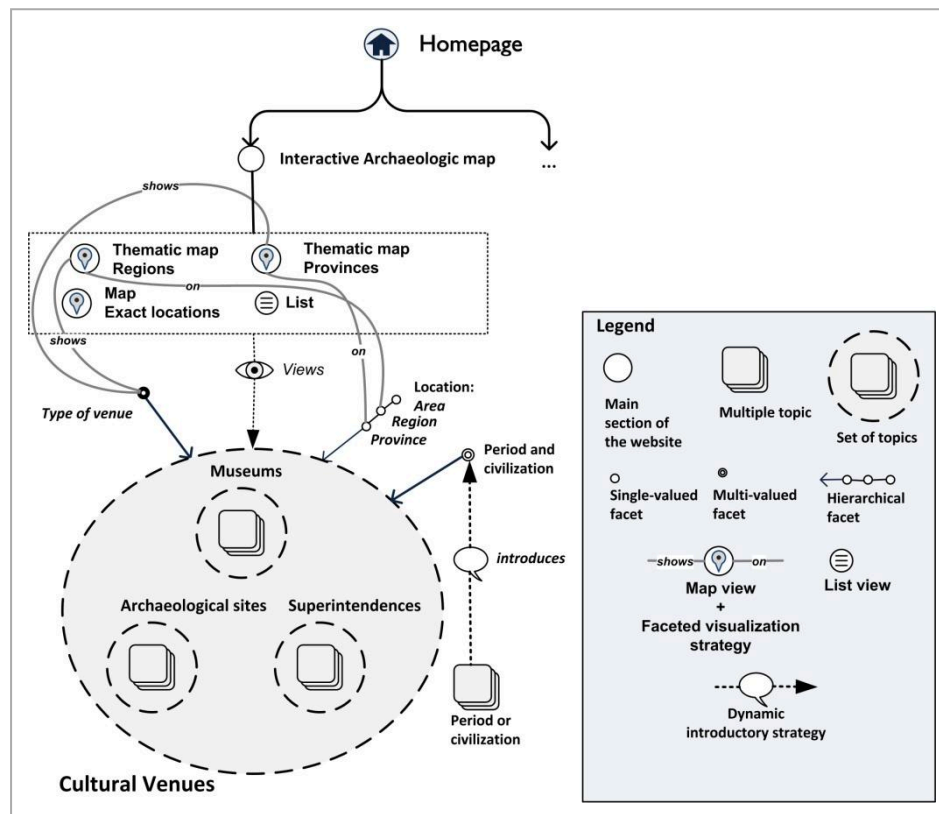 Homepage
Interactive Archaeologic map
...
shows
Thematic map
Regions
Thematic map
Provinces
on
Map
Exact locations
List
shows
on
Views
Type of venue
Location:
Area
Region
Province
Period and
civilization
Museums
introduces
Archaeological sites
Superintendences
Period or
civilization
Cultural Venues
Legend
Main
section of
the website
Multiple topic
Set of topics
Single-valued
facet
Multi-valued
facet
Hierarchical
facet
shows
on
Map view
+
Faceted visualization
strategy
List view
Dynamic
introductory strategy